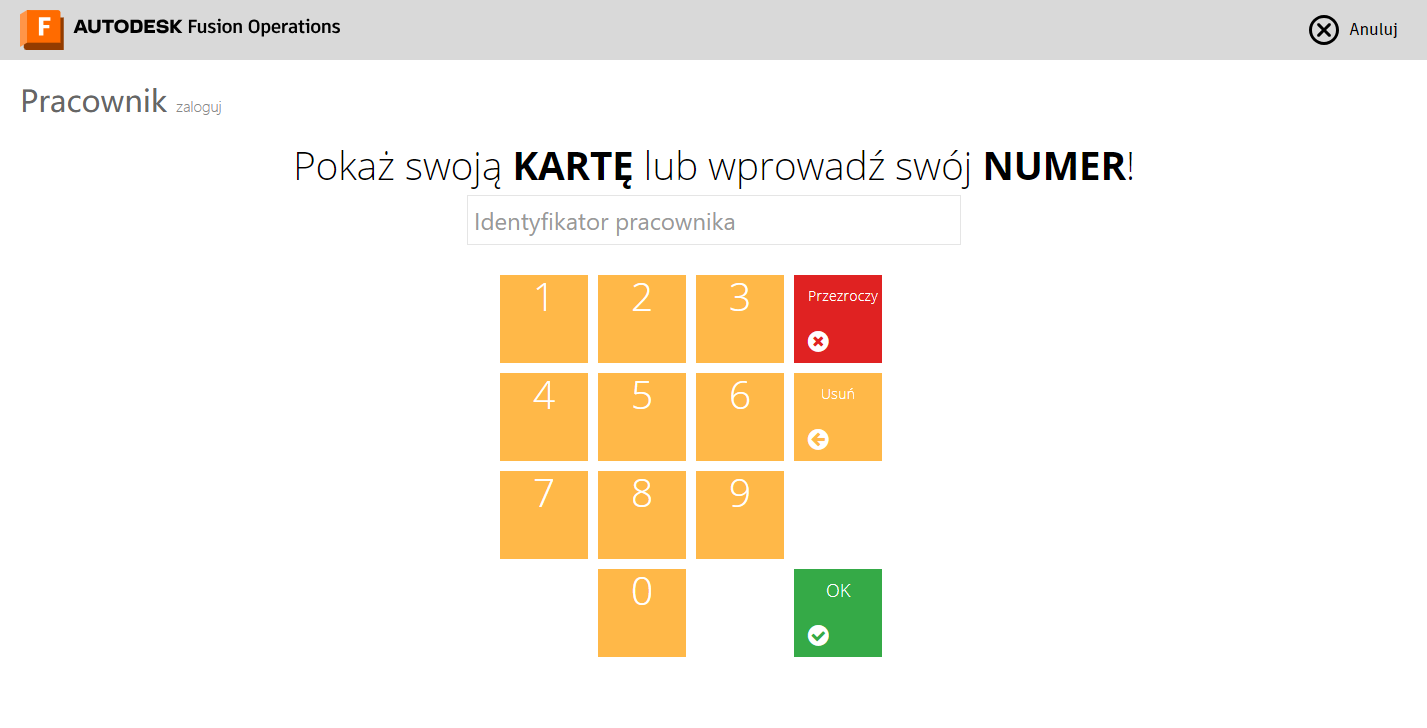 F AUTODESK Fusion Operations
Anuluj
Pracownik zaloguj
Pokaż swoją KARTĘ lub wprowadź swój NUMER!
Identyfikator pracownika
1 2 3 Przezroczy
4 5 6 Usuń
7 8 9
0 OK